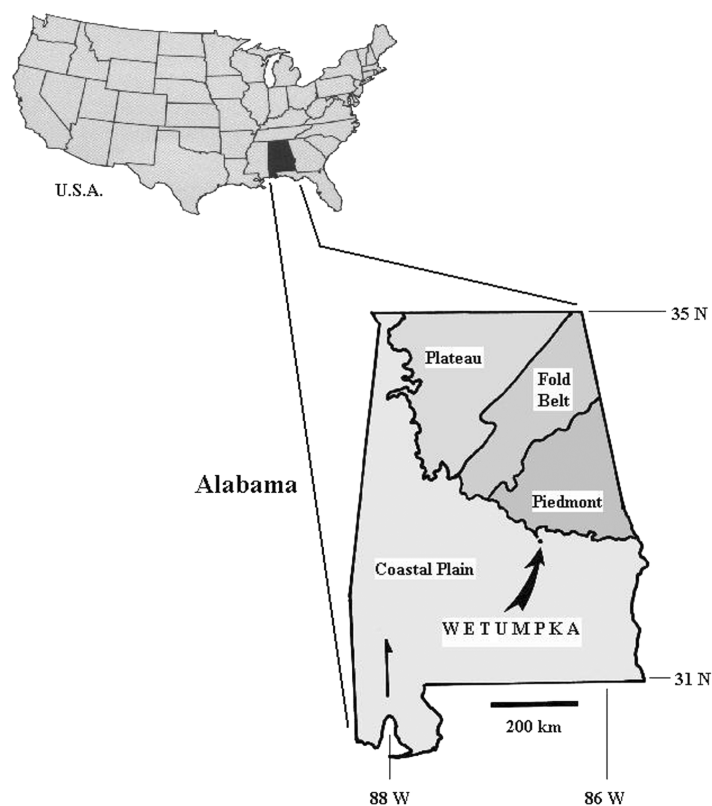 U.S.A.
35 N
Plateau
Fold
Belt
Alabama
Piedmont
Coastal Plain
WETUMPKA
31 N
200 km
88 W
86 W